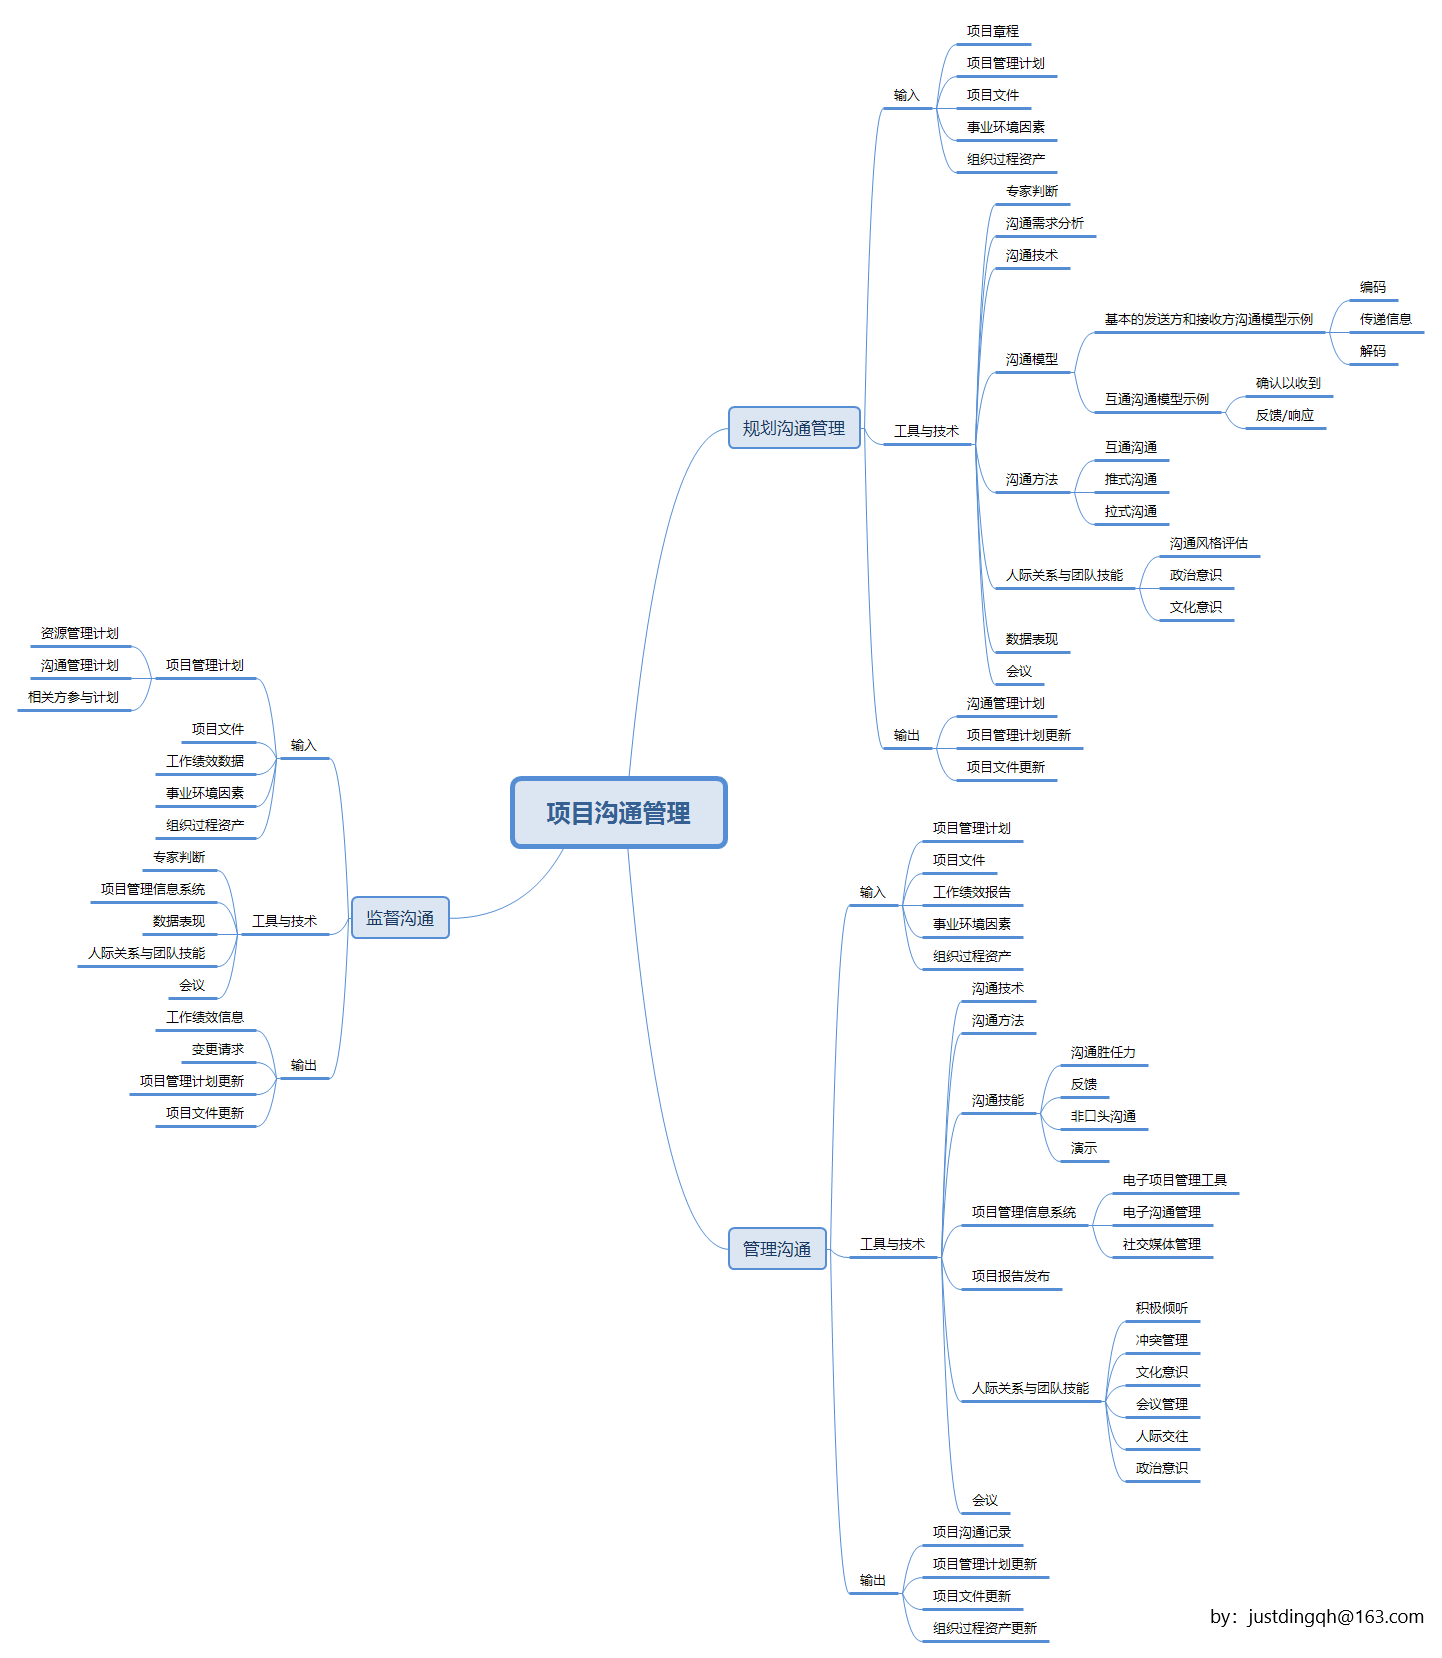 项目沟通管理
规划沟通管理
输入
项目章程
项目管理计划
项目文件
事业环境因素
组织过程资产
工具与技术
专家判断
沟通需求分析
沟通技术
沟通模型
基本的发送方和接收方沟通模型示例
编码
传递信息
解码
互通沟通模型示例
确认以收到
反馈/响应
沟通方法
互通沟通
推式沟通
拉式沟通
人际关系与团队技能
沟通风格评估
政治意识
文化意识
数据表现
会议
输出
沟通管理计划
项目管理计划更新
项目文件更新
管理沟通
输入
项目管理计划
项目文件
工作绩效报告
事业环境因素
组织过程资产
工具与技术
沟通技术
沟通方法
沟通技能
沟通胜任力
反馈
非口头沟通
演示
项目管理信息系统
电子项目管理工具
电子沟通管理
社交媒体管理
项目报告发布
人际关系与团队技能
积极倾听
冲突管理
文化意识
会议管理
人际交往
政治意识
会议
输出
项目沟通记录
项目管理计划更新
项目文件更新
组织过程资产更新
监督沟通
输入
项目管理计划
资源管理计划
沟通管理计划
相关方参与计划
项目文件
工作绩效数据
事业环境因素
组织过程资产
工具与技术
专家判断
项目管理信息系统
数据表现
人际关系与团队技能
会议
输出
工作绩效信息
变更请求
项目管理计划更新
项目文件更新
by：justdingqh@163.com